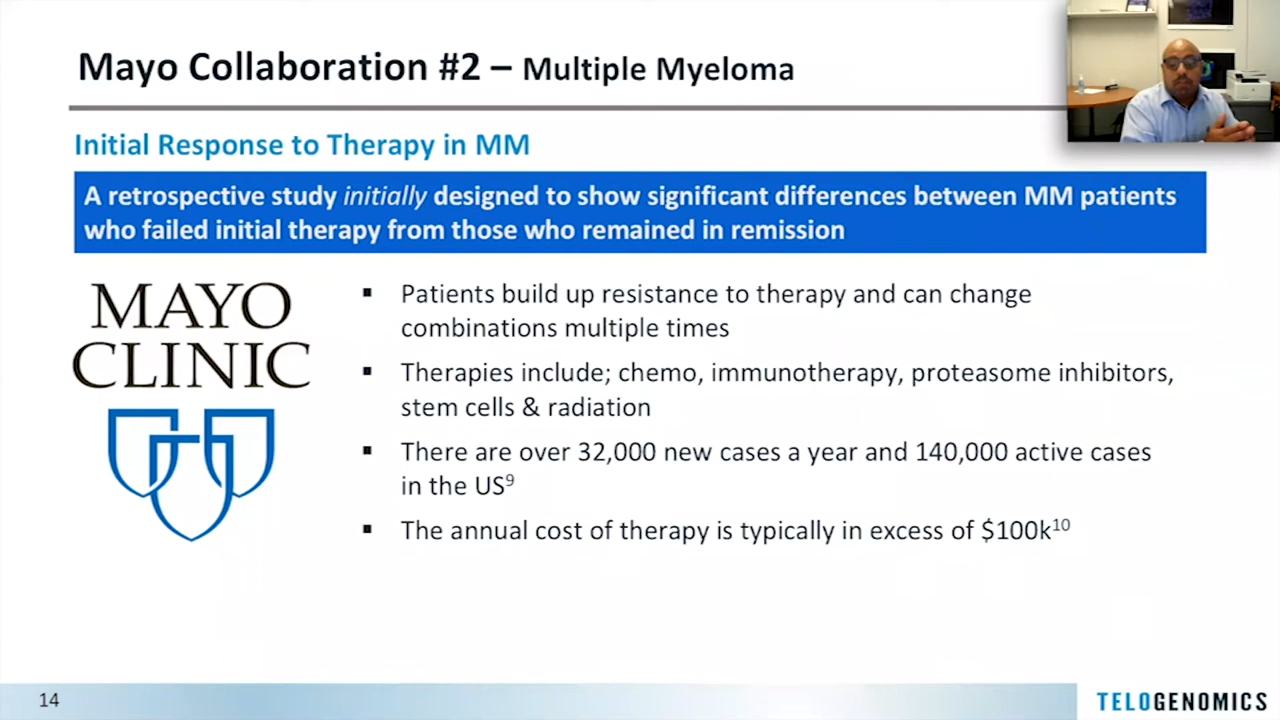 Mayo Collaboration #2 – Multiple Myeloma
Initial Response to Therapy in MM
A retrospective study initially designed to show significant differences between MM patients
who failed initial therapy from those who remained in remission
MAYO
CLINIC
▪ Patients build up resistance to therapy and can change
combinations multiple times
▪ Therapies include; chemo, immunotherapy, proteasome inhibitors,
stem cells & radiation
▪ There are over 32,000 new cases a year and 140,000 active cases
in the US⁹
▪ The annual cost of therapy is typically in excess of $100k¹⁰
14
TELOGENOMICS